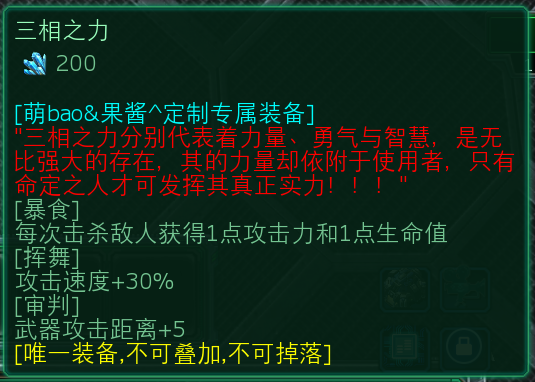 三相之力
200
[萌bao&果酱^定制专属装备]
"三相之力分别代表着力量、勇气与智慧，是无
比强大的存在，其的力量却依附于使用者，只有
命定之人才可发挥其真正实力！！！"
[暴食]
每次击杀敌人获得1点攻击力和1点生命值
[挥舞]
攻击速度+30%
[审判]
武器攻击距离+5
[唯一装备,不可叠加,不可掉落]